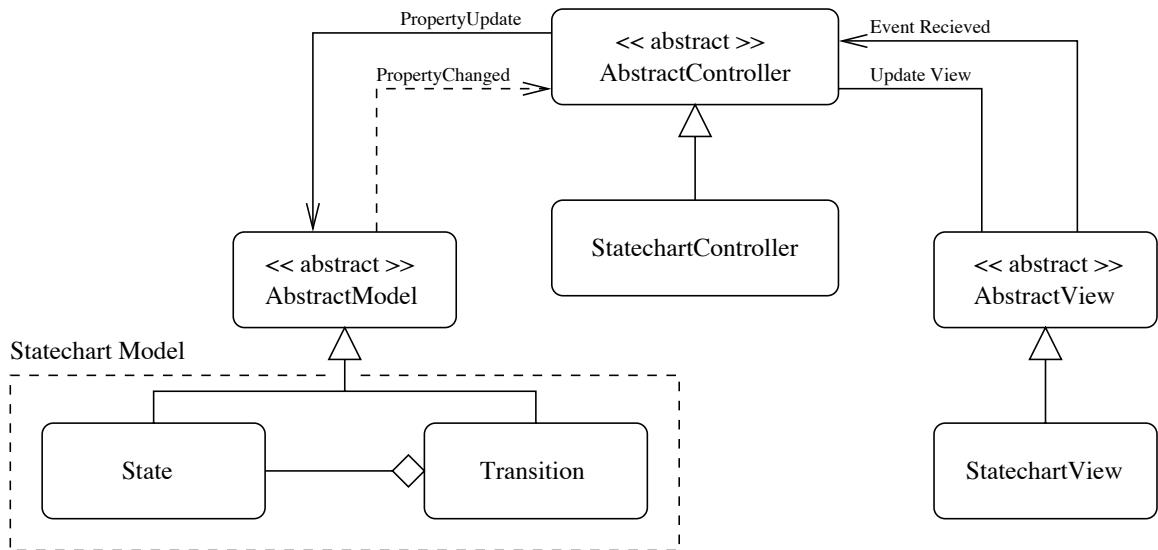 PropertyUpdate
<< abstract >>
AbstractController
Event Recieved
PropertyChanged
Update View
StatechartController
<< abstract >>
AbstractModel
<< abstract >>
AbstractView
Statechart Model
State
Transition
StatechartView